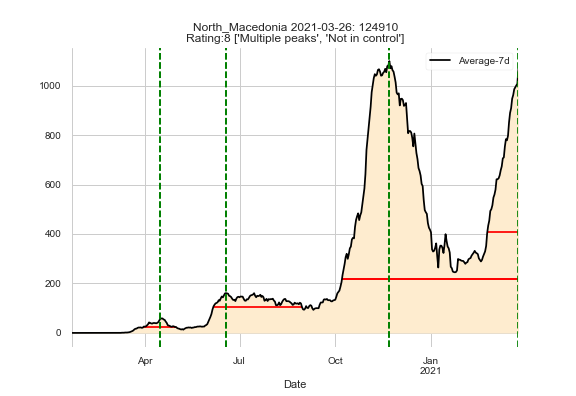 North_Macedonia 2021-03-26: 124910
Rating:8 ['Multiple peaks', 'Not in control']
Average-7d
1000
800
600
400
200
0
Apr
Jul
Oct
Jan
2021
Date